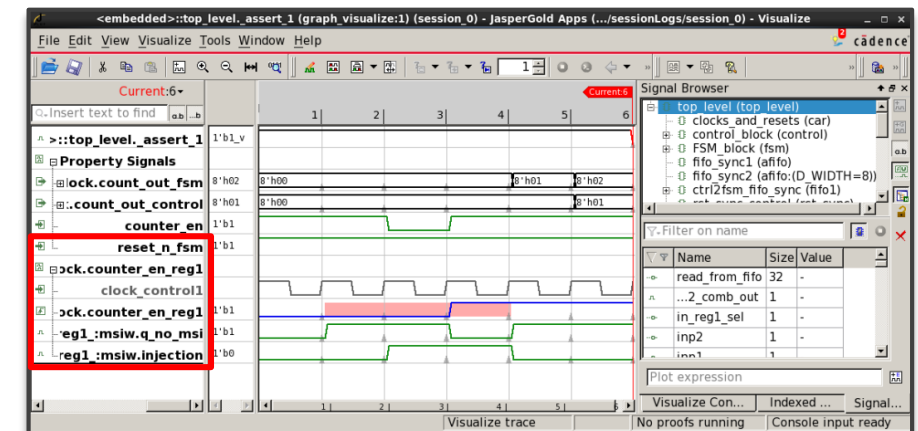 <embedded>::top_level._assert_1 (graph_visualize:1) (session_0) - JasperGold Apps (.../sessionLogs/session_0) - Visualize
File Edit View Visualize Tools Window Help
2
cādence
1
Current:6
Insert text to find
a.b
...b
1 2 3 4 5 6
Current:6
>::top_level._assert_1 1'b1_v
Property Signals
lock.count_out_fsm 8'h02 8'h00 8'h01 8'h02
:.count_out_control 8'h01 8'h00 8'h01
counter_en 1'b1
reset_n_fsm 1'b1
ock.counter_en_reg1
clock_control1
ock.counter_en_reg1 1'b1
reg1_:msiw.q_no_msi 1'b1
reg1_:msiw.injection 1'b0
1 2 3 4 5 6
Signal Browser
top_level (top_level)
clocks_and_resets (car)
control_block (control)
FSM_block (fsm)
fifo_sync1 (afifo)
fifo_sync2 (afifo:(D_WIDTH=8))
ctrl2fsm_fifo_sync (fifo1)
a.b
Filter on name
Name Size Value
read_from_fifo 32 -
...2_comb_out 1 -
in_reg1_sel 1 -
inp2 1 -
inp1 1 -
Plot expression
Visualize Con... Indexed ... Signal...
Visualize trace
No proofs running
Console input ready